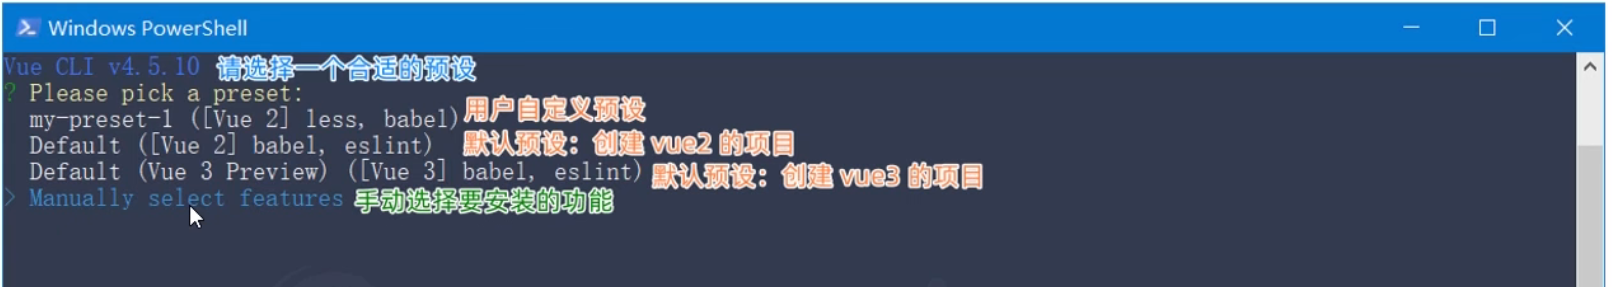 Windows PowerShell
Vue CLI v4.5.10 请选择一个合适的预设
? Please pick a preset:
my-preset-1 ([Vue 2] less, babel) 用户自定义预设
Default ([Vue 2] babel, eslint) 默认预设：创建 vue2 的项目
Default (Vue 3 Preview) ([Vue 3] babel, eslint) 默认预设：创建 vue3 的项目
> Manually select features 手动选择要安装的功能